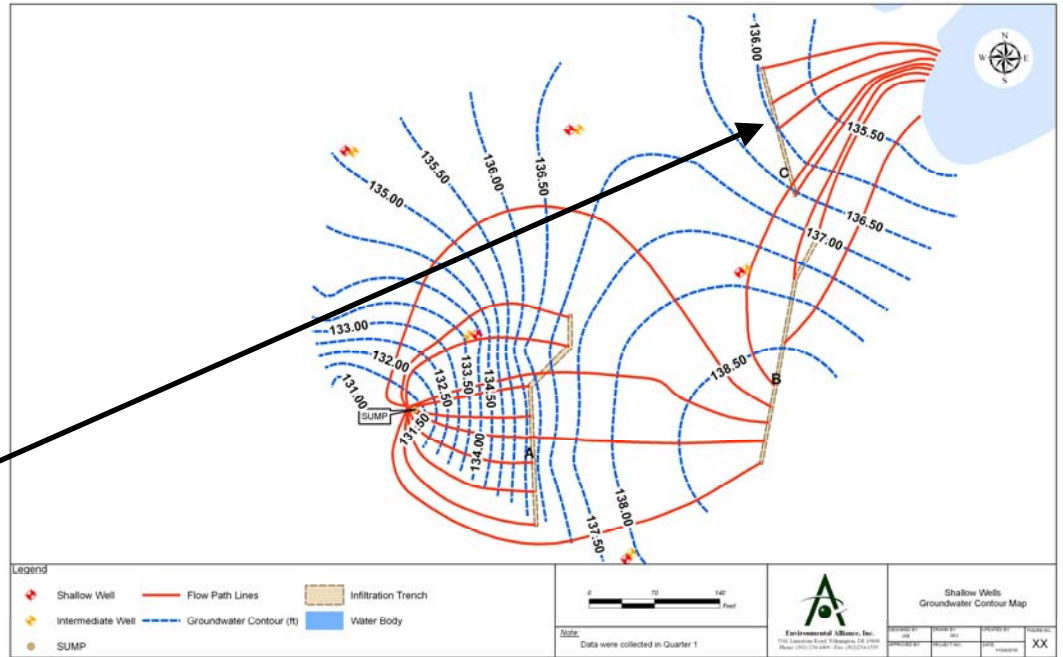 N
W E
S
136.00
135.50
136.50
137.00
C
135.50
136.00
136.50
135.00
138.50
B
133.00
132.00
131.00
SUMP
131.50
132.50
133.50
134.50
134.00
A
137.50
138.00
Legend
Shallow Well
Flow Path Lines
Infiltration Trench
Intermediate Well
Groundwater Contour (ft)
Water Body
SUMP
0 70 140
Feet
Note:
Data were collected in Quarter 1
Environmental Alliance, Inc.
Shallow Wells
Groundwater Contour Map
XX